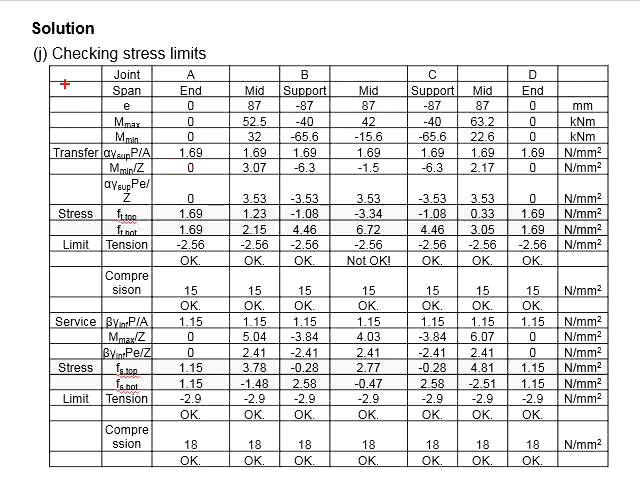 Solution
(j) Checking stress limits
Joint A B C D
Span End Mid Support Mid Support Mid End
e 0 87 -87 87 -87 87 0 mm
Mmax 0 52.5 -40 42 -40 63.2 0 kNm
Mmin 0 32 -65.6 -15.6 -65.6 22.6 0 kNm
Transfer αγsupP/A 1.69 1.69 1.69 1.69 1.69 1.69 1.69 N/mm²
Mmin/Z 0 3.07 -6.3 -1.5 -6.3 2.17 0 N/mm²
αγsupPe/
Z 0 3.53 -3.53 3.53 -3.53 3.53 0 N/mm²
Stress ft.top 1.69 1.23 -1.08 -3.34 -1.08 0.33 1.69 N/mm²
ft.bot 1.69 2.15 4.46 6.72 4.46 3.05 1.69 N/mm²
Limit Tension -2.56 -2.56 -2.56 -2.56 -2.56 -2.56 -2.56 N/mm²
OK. OK. OK. Not OK! OK. OK. OK.
Compre
sison 15 15 15 15 15 15 15 N/mm²
OK. OK. OK. OK. OK. OK. OK.
Service βγinfP/A 1.15 1.15 1.15 1.15 1.15 1.15 1.15 N/mm²
Mmax/Z 0 5.04 -3.84 4.03 -3.84 6.07 0 N/mm²
βγinfPe/Z 0 2.41 -2.41 2.41 -2.41 2.41 0 N/mm²
Stress fs.top 1.15 3.78 -0.28 2.77 -0.28 4.81 1.15 N/mm²
fs.bot 1.15 -1.48 2.58 -0.47 2.58 -2.51 1.15 N/mm²
Limit Tension -2.9 -2.9 -2.9 -2.9 -2.9 -2.9 -2.9 N/mm²
OK. OK. OK. OK. OK. OK. OK.
Compre
ssion 18 18 18 18 18 18 18 N/mm²
OK. OK. OK. OK. OK. OK. OK.